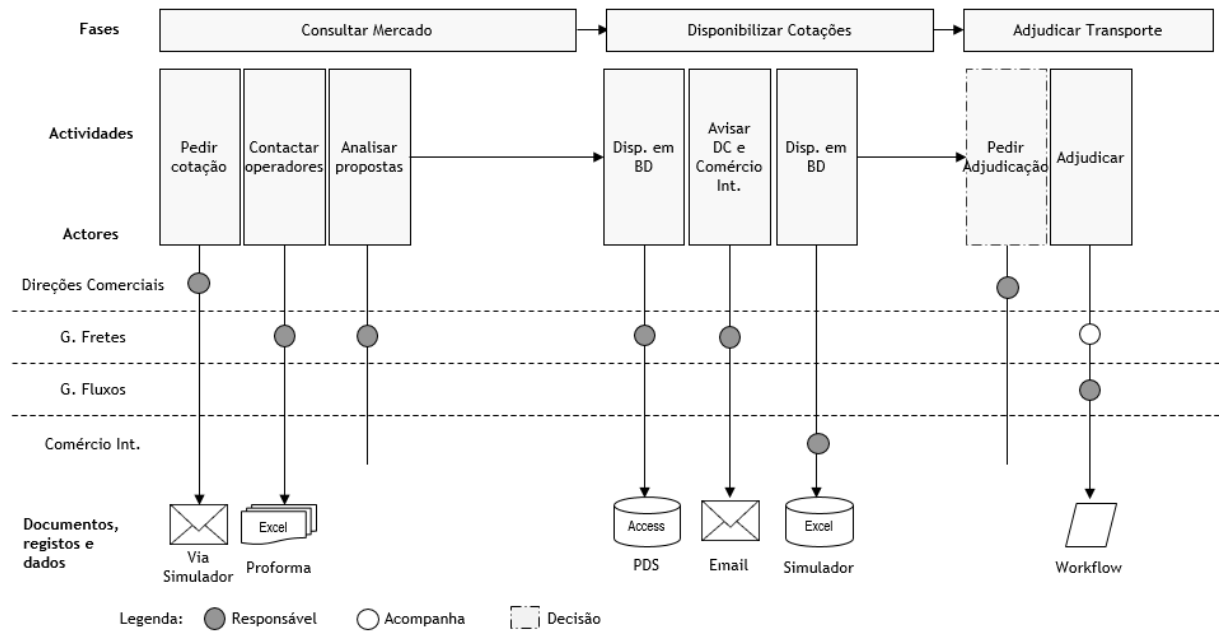 Fases
Consultar Mercado
Disponibilizar Cotações
Adjudicar Transporte
Actividades
Pedir
cotação
Contactar
operadores
Analisar
propostas
Disp. em
BD
Avisar
DC e
Comércio
Int.
Disp. em
BD
Pedir
Adjudicação
Adjudicar
Actores
Direções Comerciais
G. Fretes
G. Fluxos
Comércio Int.
Documentos,
registos e
dados
Via
Simulador
Excel
Proforma
Access
PDS
Email
Excel
Simulador
Workflow
Legenda:
Responsável
Acompanha
Decisão